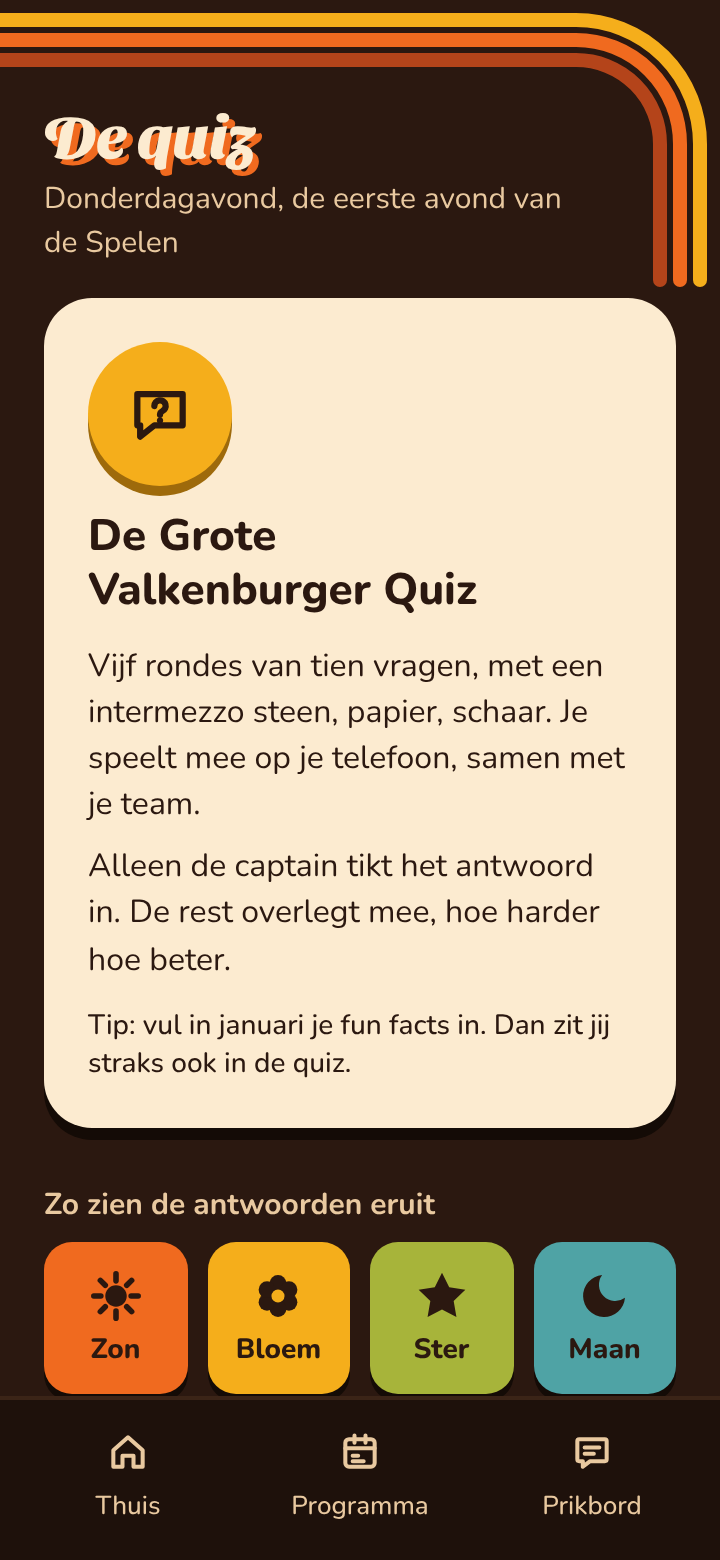 De quiz
Donderdagavond, de eerste avond van
de Spelen
De Grote
Valkenburger Quiz
Vijf rondes van tien vragen, met een
intermezzo steen, papier, schaar. Je
speelt mee op je telefoon, samen met
je team.
Alleen de captain tikt het antwoord
in. De rest overlegt mee, hoe harder
hoe beter.
Tip: vul in januari je fun facts in. Dan zit jij
straks ook in de quiz.
Zo zien de antwoorden eruit
Zon
Bloem
Ster
Maan
Thuis
Programma
Prikbord